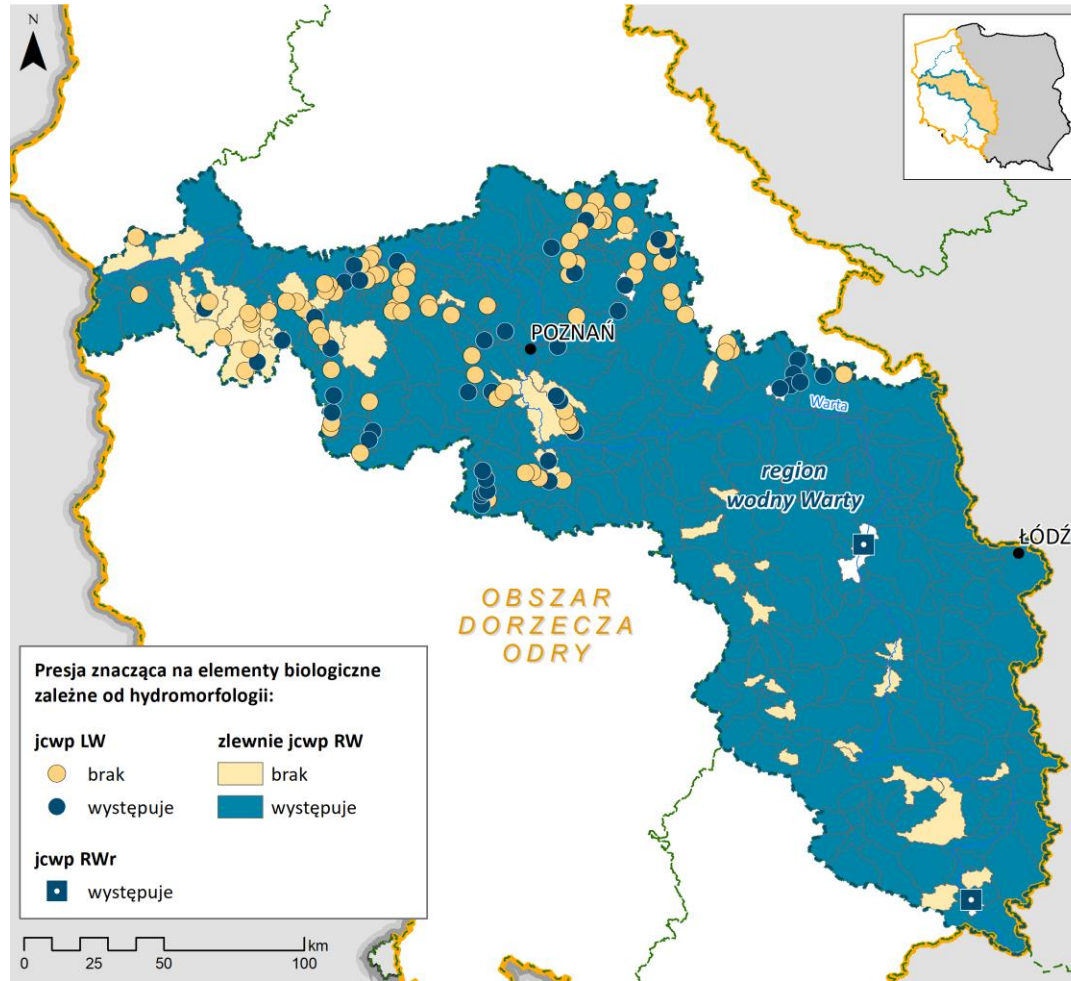 N
POZNAŃ
Warta
region
wodny Warty
ŁÓDŹ
OBSZAR
DORZECZA
ODRY
Presja znacząca na elementy biologiczne
zależne od hydromorfologii:
jcwp LW
zlewnie jcwp RW
brak
brak
występuje
występuje
jcwp RWr
występuje
km
0 25 50 100